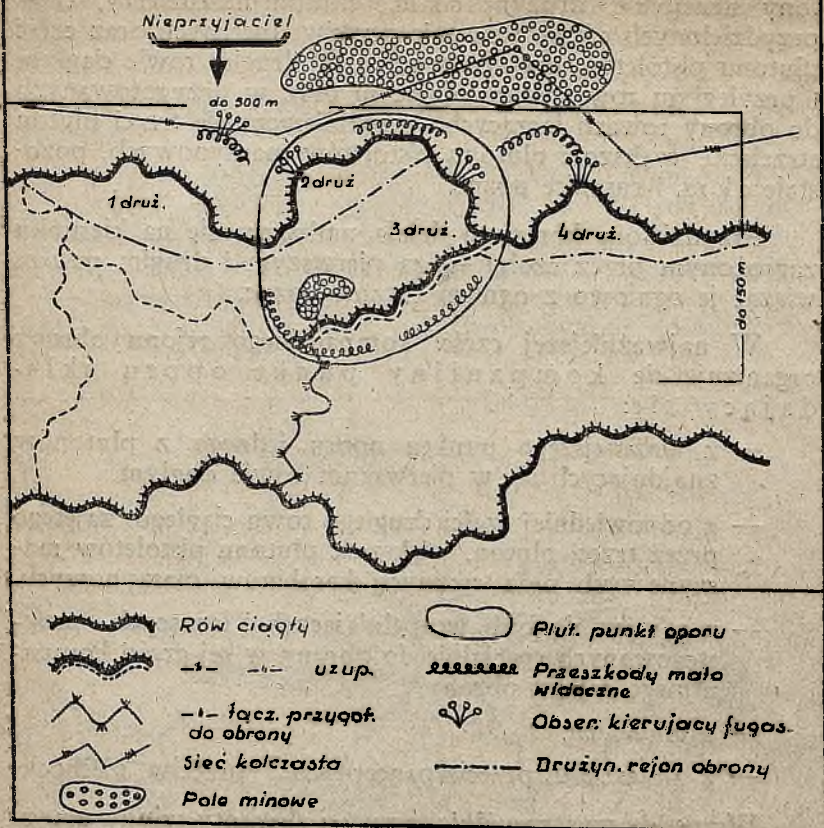 Nieprzyjaciel
do 500 m
1 druż.
2 druż
3 druż.
4 druż.
do 150 m
Rów ciągły
—"— —"— uzup.
—"— łącz. przygot.
do obrony
Sieć kolczasta
Pola minowe
Plut. punkt oporu
Przeszkody mało
widoczne
Obser. kierujący fugas.
Drużyn. rejon obrony